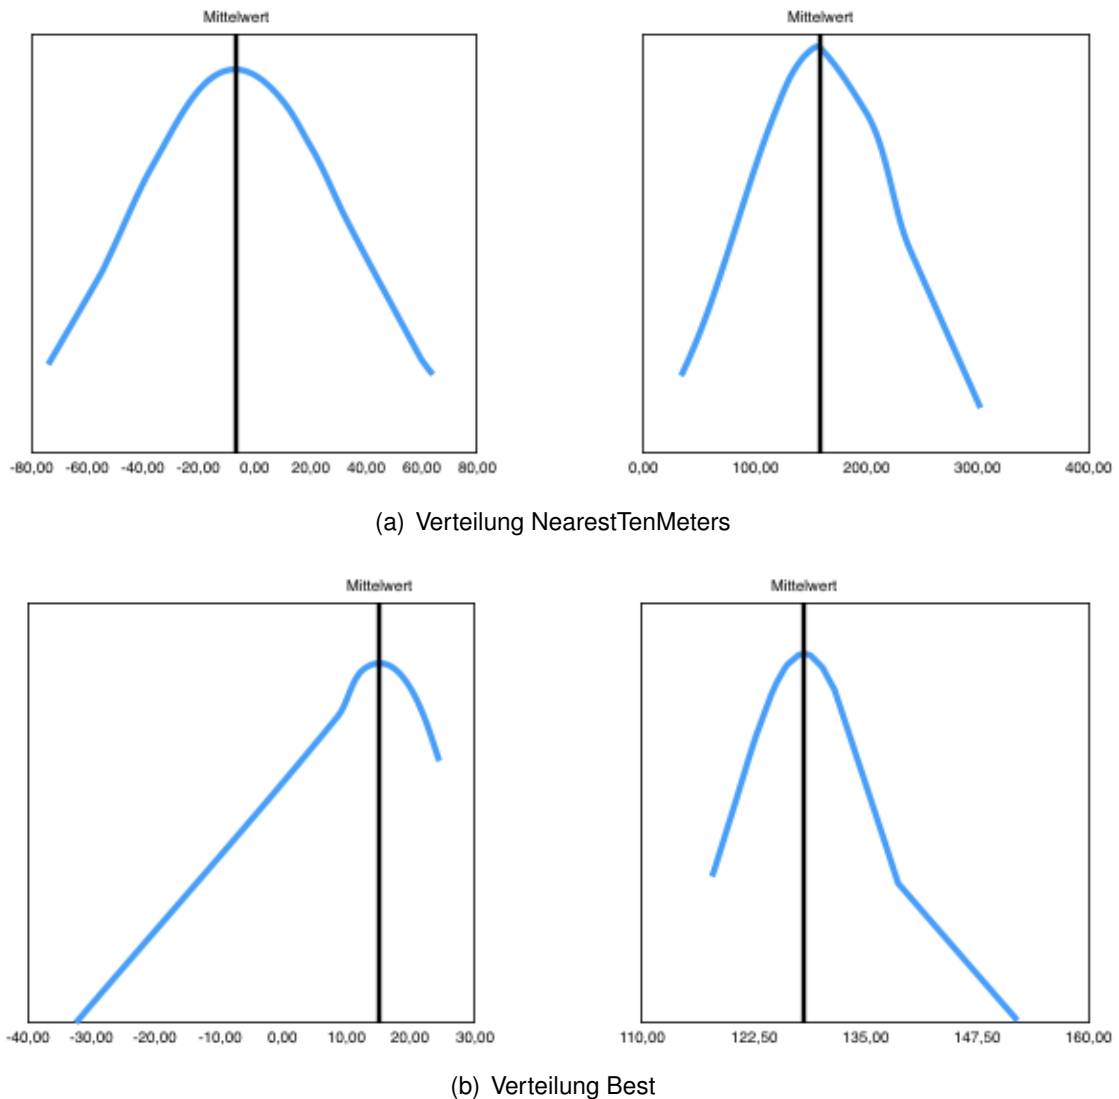 Mittelwert Mittelwert
-80,00 -60,00 -40,00 -20,00 0,00 20,00 40,00 60,00 80,00 0,00 100,00 200,00 300,00 400,00
(a) Verteilung NearestTenMeters
Mittelwert Mittelwert
-40,00 -30,00 -20,00 -10,00 0,00 10,00 20,00 30,00 110,00 122,50 135,00 147,50 160,00
(b) Verteilung Best